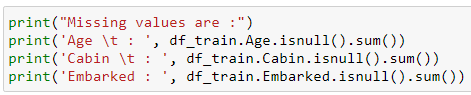 print("Missing values are :")
print('Age \t : ', df_train.Age.isnull().sum())
print('Cabin \t : ', df_train.Cabin.isnull().sum())
print('Embarked : ', df_train.Embarked.isnull().sum())